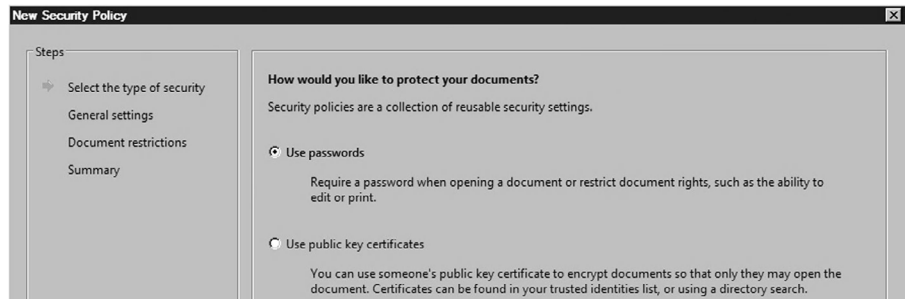 New Security Policy
Steps
Select the type of security
General settings
Document restrictions
Summary
How would you like to protect your documents?
Security policies are a collection of reusable security settings.
Use passwords
Require a password when opening a document or restrict document rights, such as the ability to
edit or print.
Use public key certificates
You can use someone's public key certificate to encrypt documents so that only they may open the
document. Certificates can be found in your trusted identities list, or using a directory search.